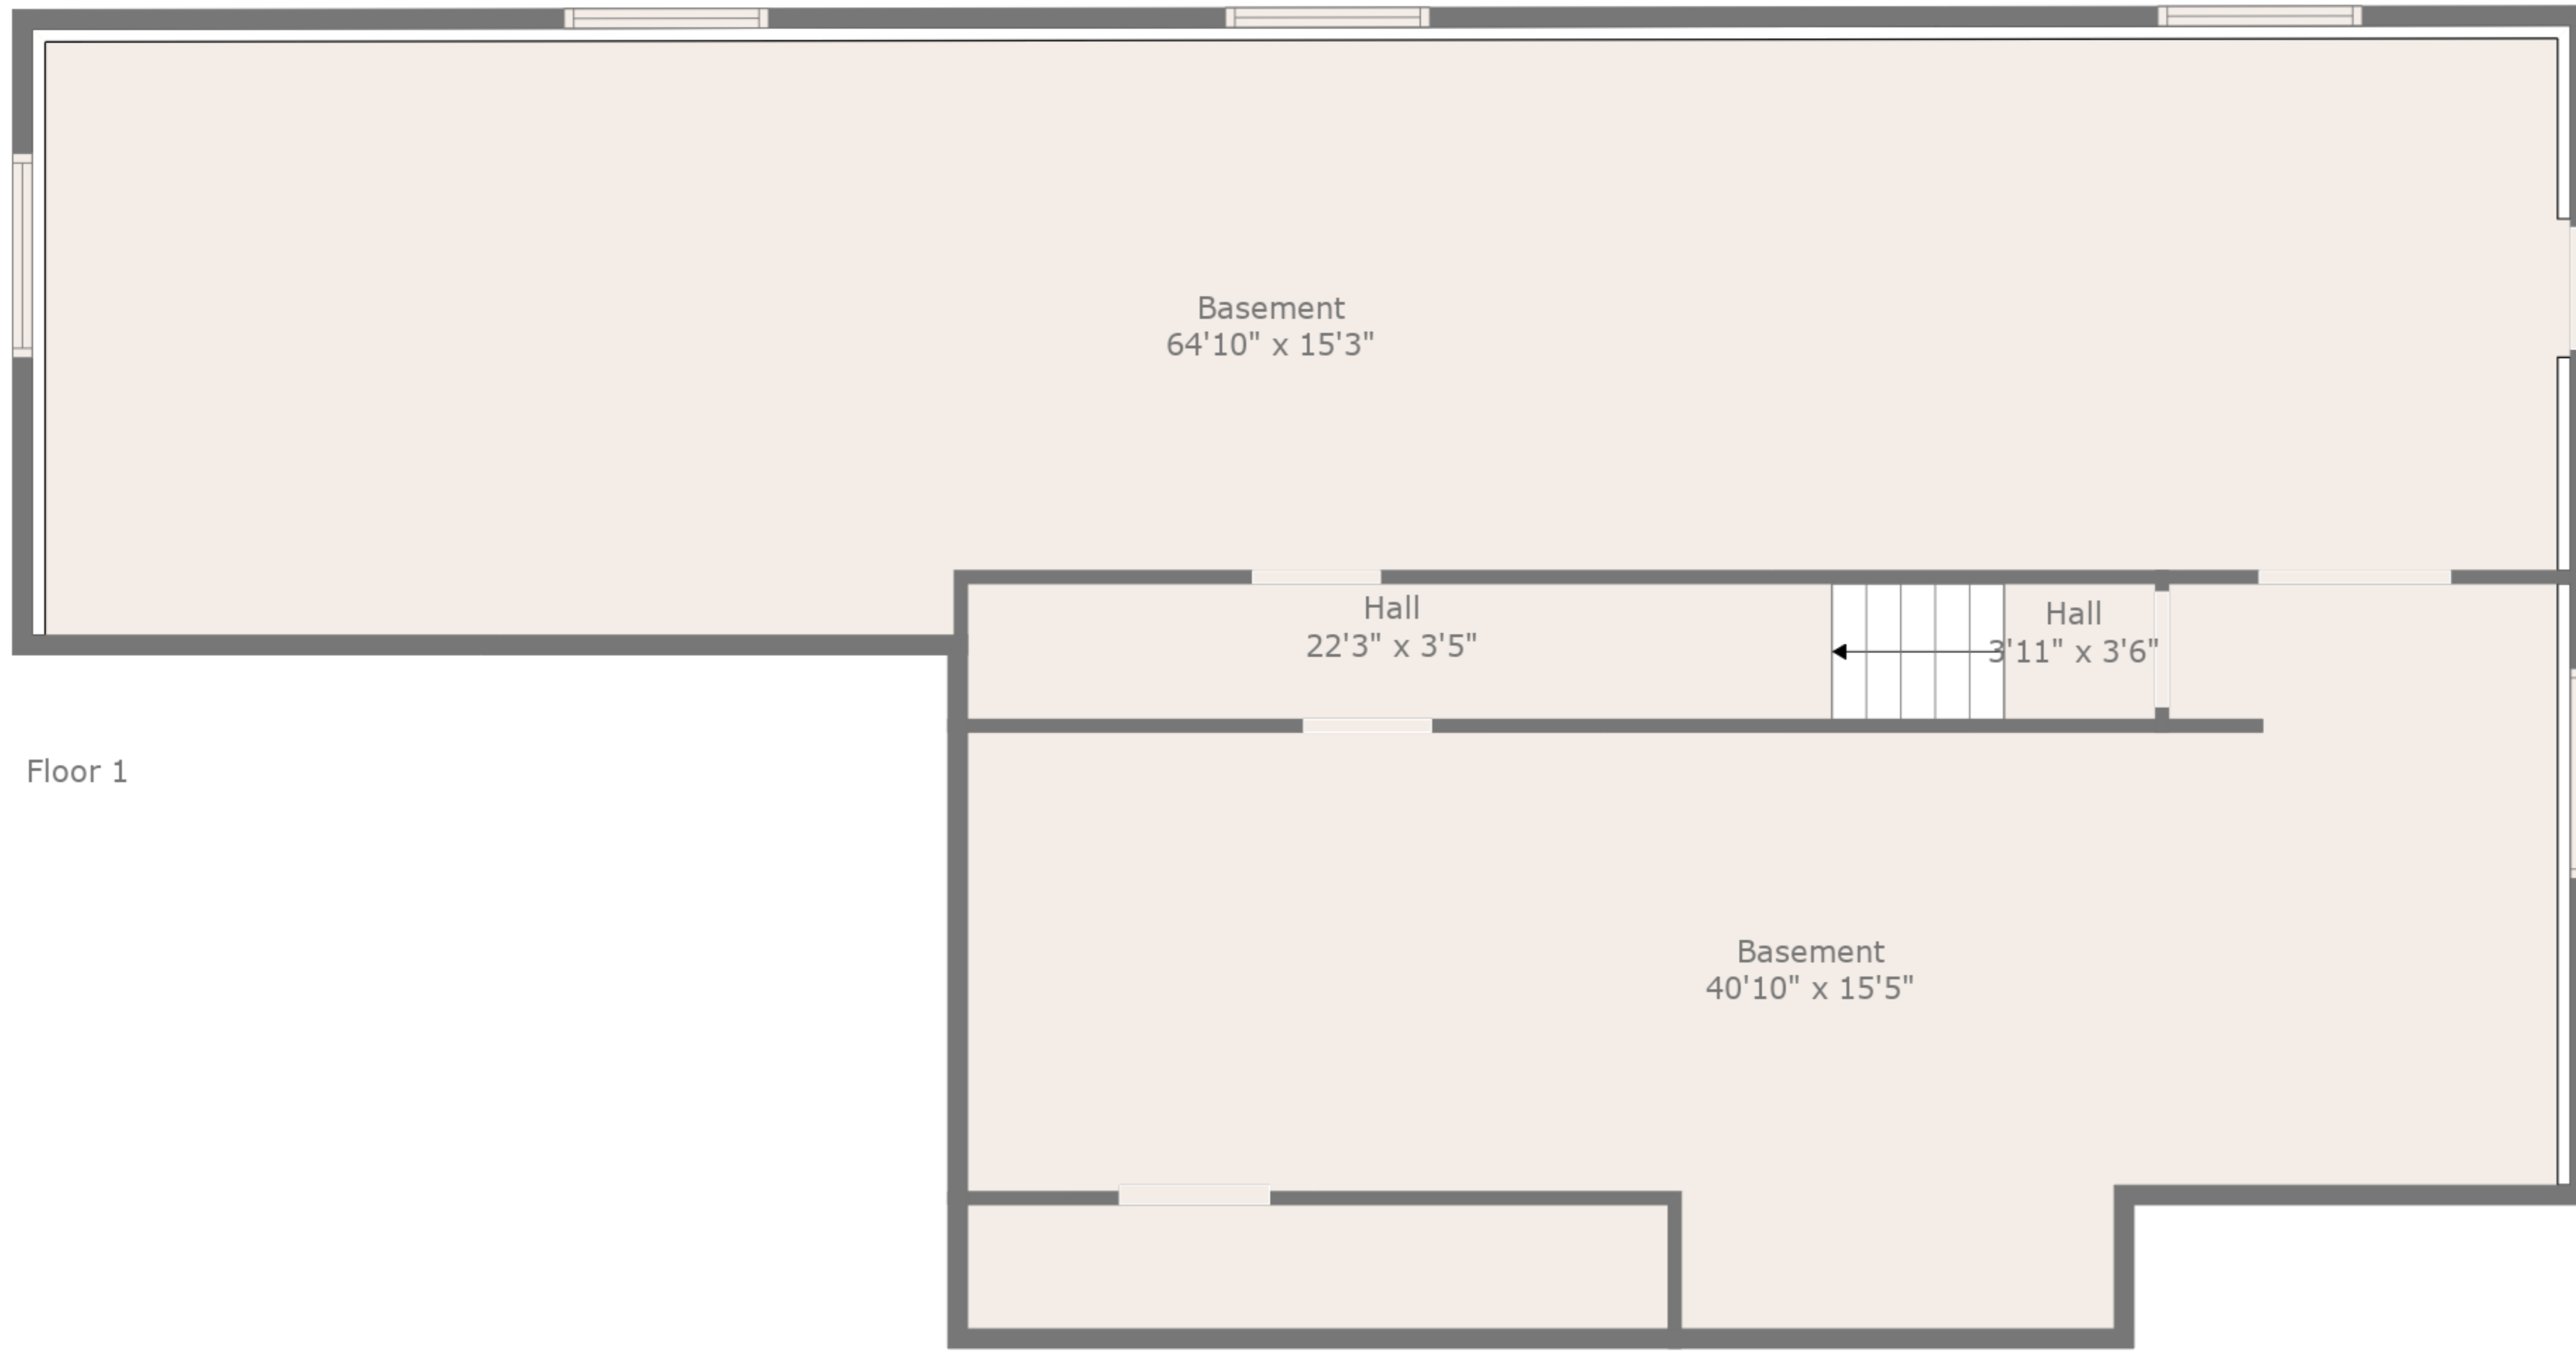 Basement
64'10" x 15'3"
Hall
22'3" x 3'5"
Hall
3'11" x 3'6"
Floor 1
Basement
40'10" x 15'5"